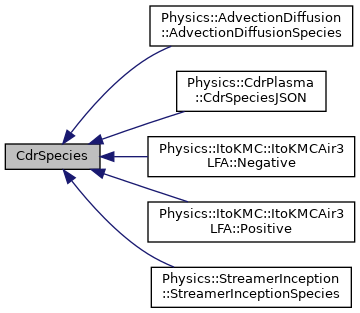 Physics::AdvectionDiffusion
::AdvectionDiffusionSpecies
Physics::CdrPlasma
::CdrSpeciesJSON
CdrSpecies
Physics::ItoKMC::ItoKMCAir3
LFA::Negative
Physics::ItoKMC::ItoKMCAir3
LFA::Positive
Physics::StreamerInception
::StreamerInceptionSpecies